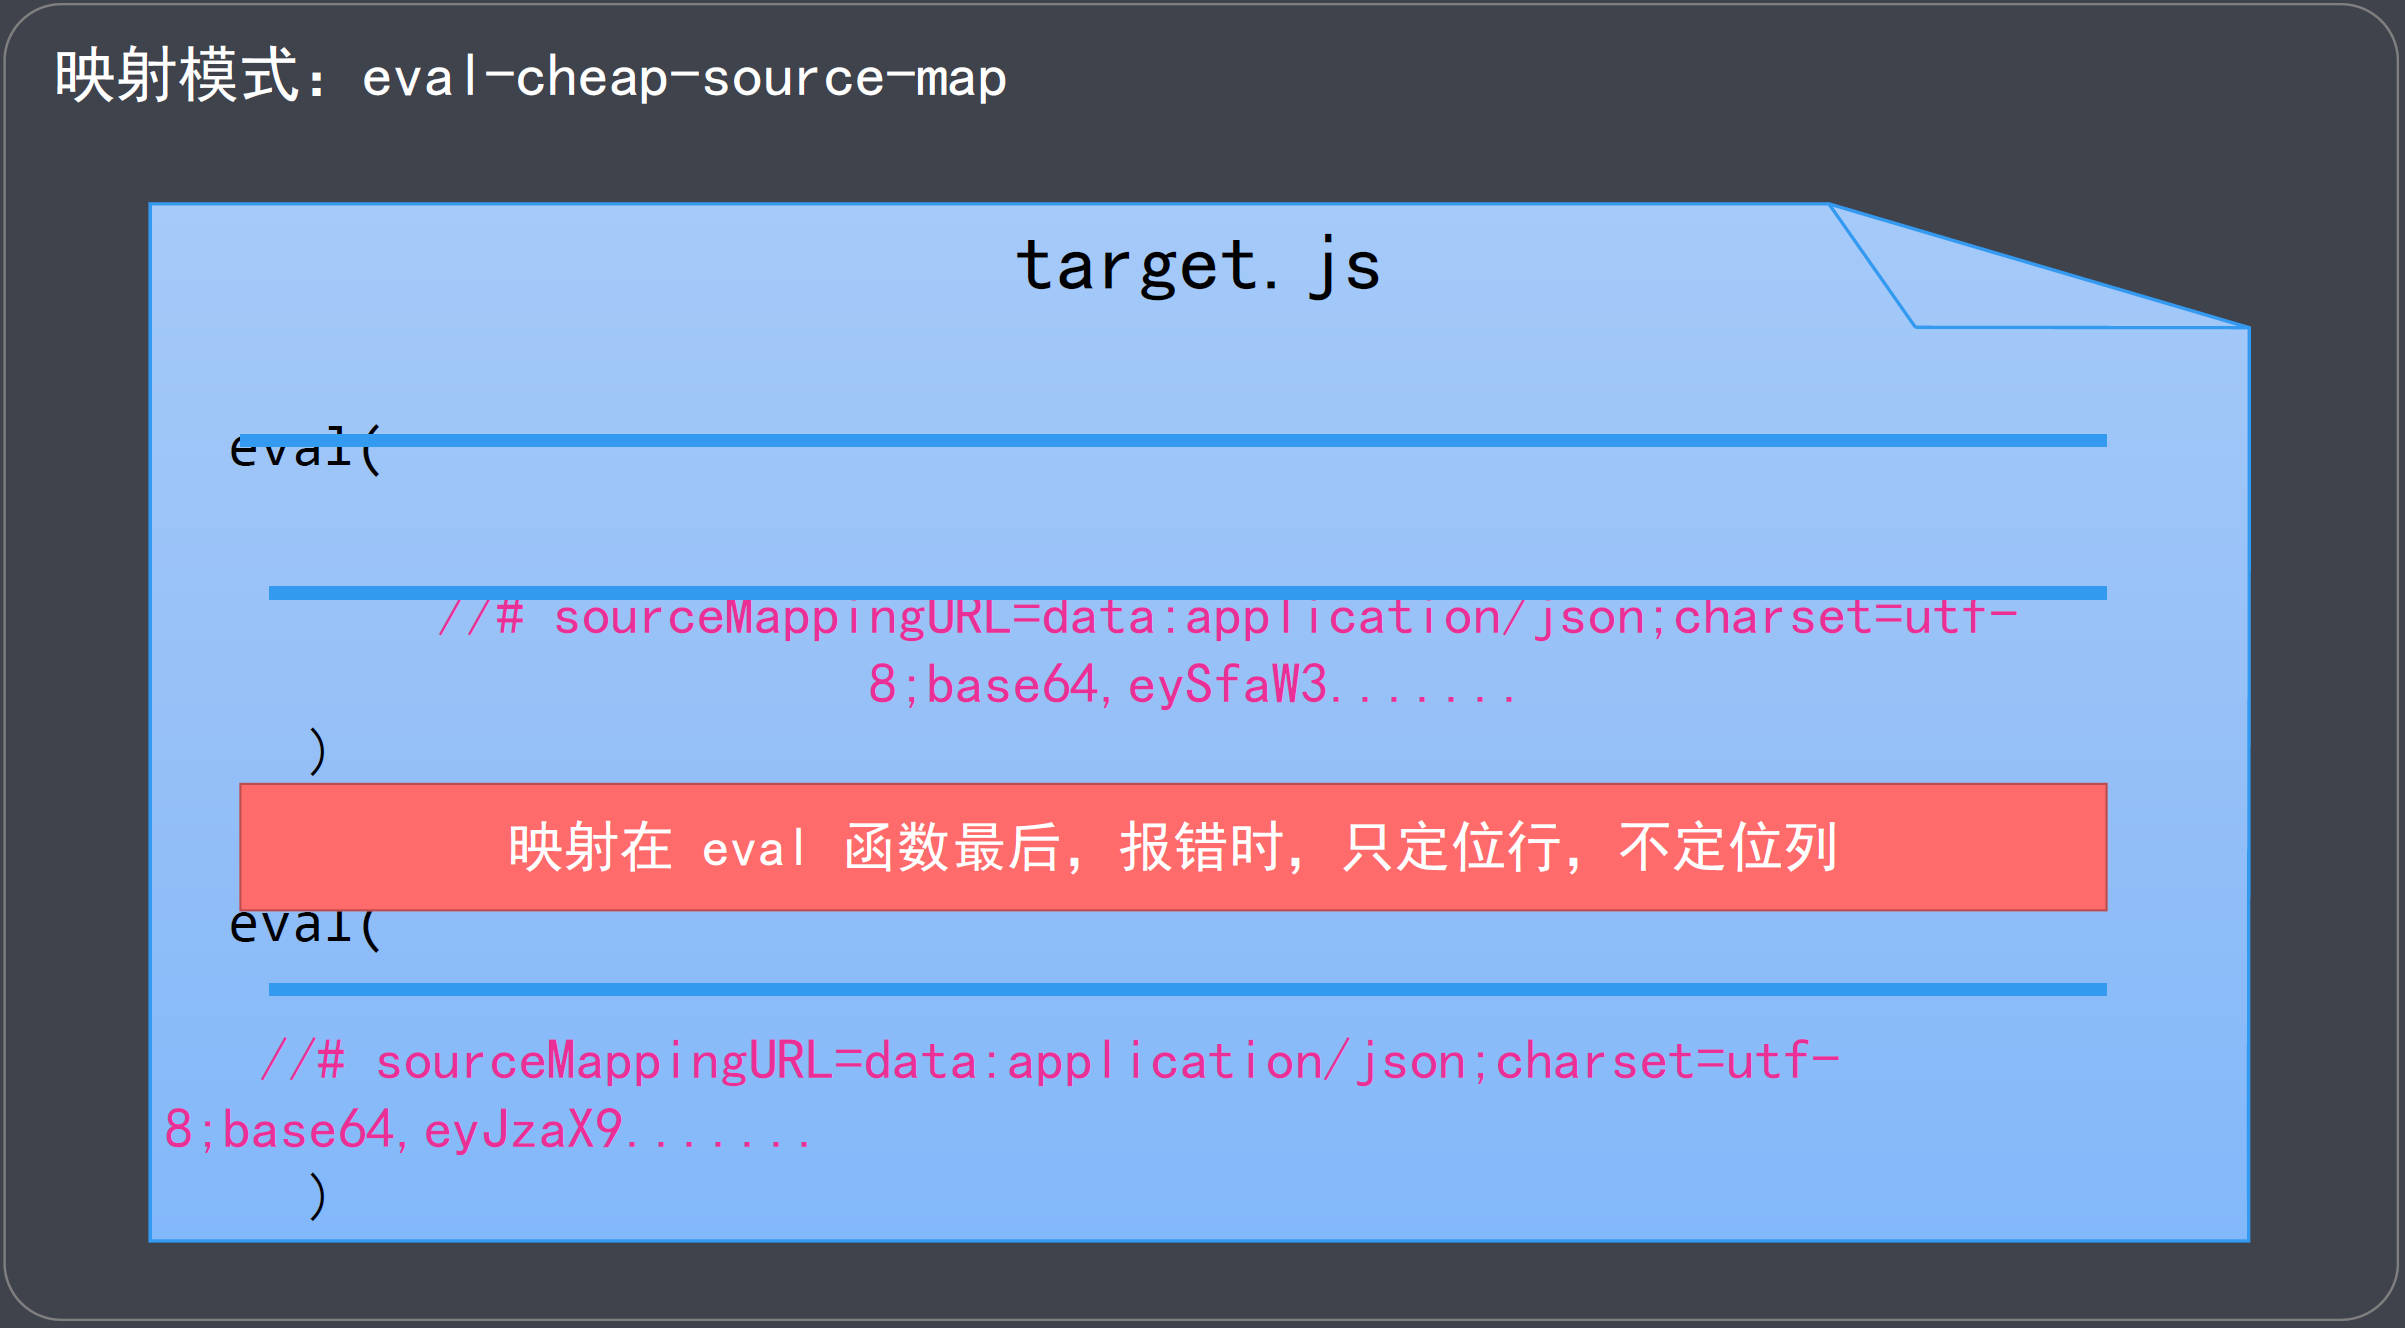 映射模式：eval-cheap-source-map
target.js
eval(
//# sourceMappingURL=data:application/json;charset=utf-
8;base64,eySfaW3.......
)
映射在 eval 函数最后，报错时，只定位行，不定位列
eval(
//# sourceMappingURL=data:application/json;charset=utf-
8;base64,eyJzaX9.......
)